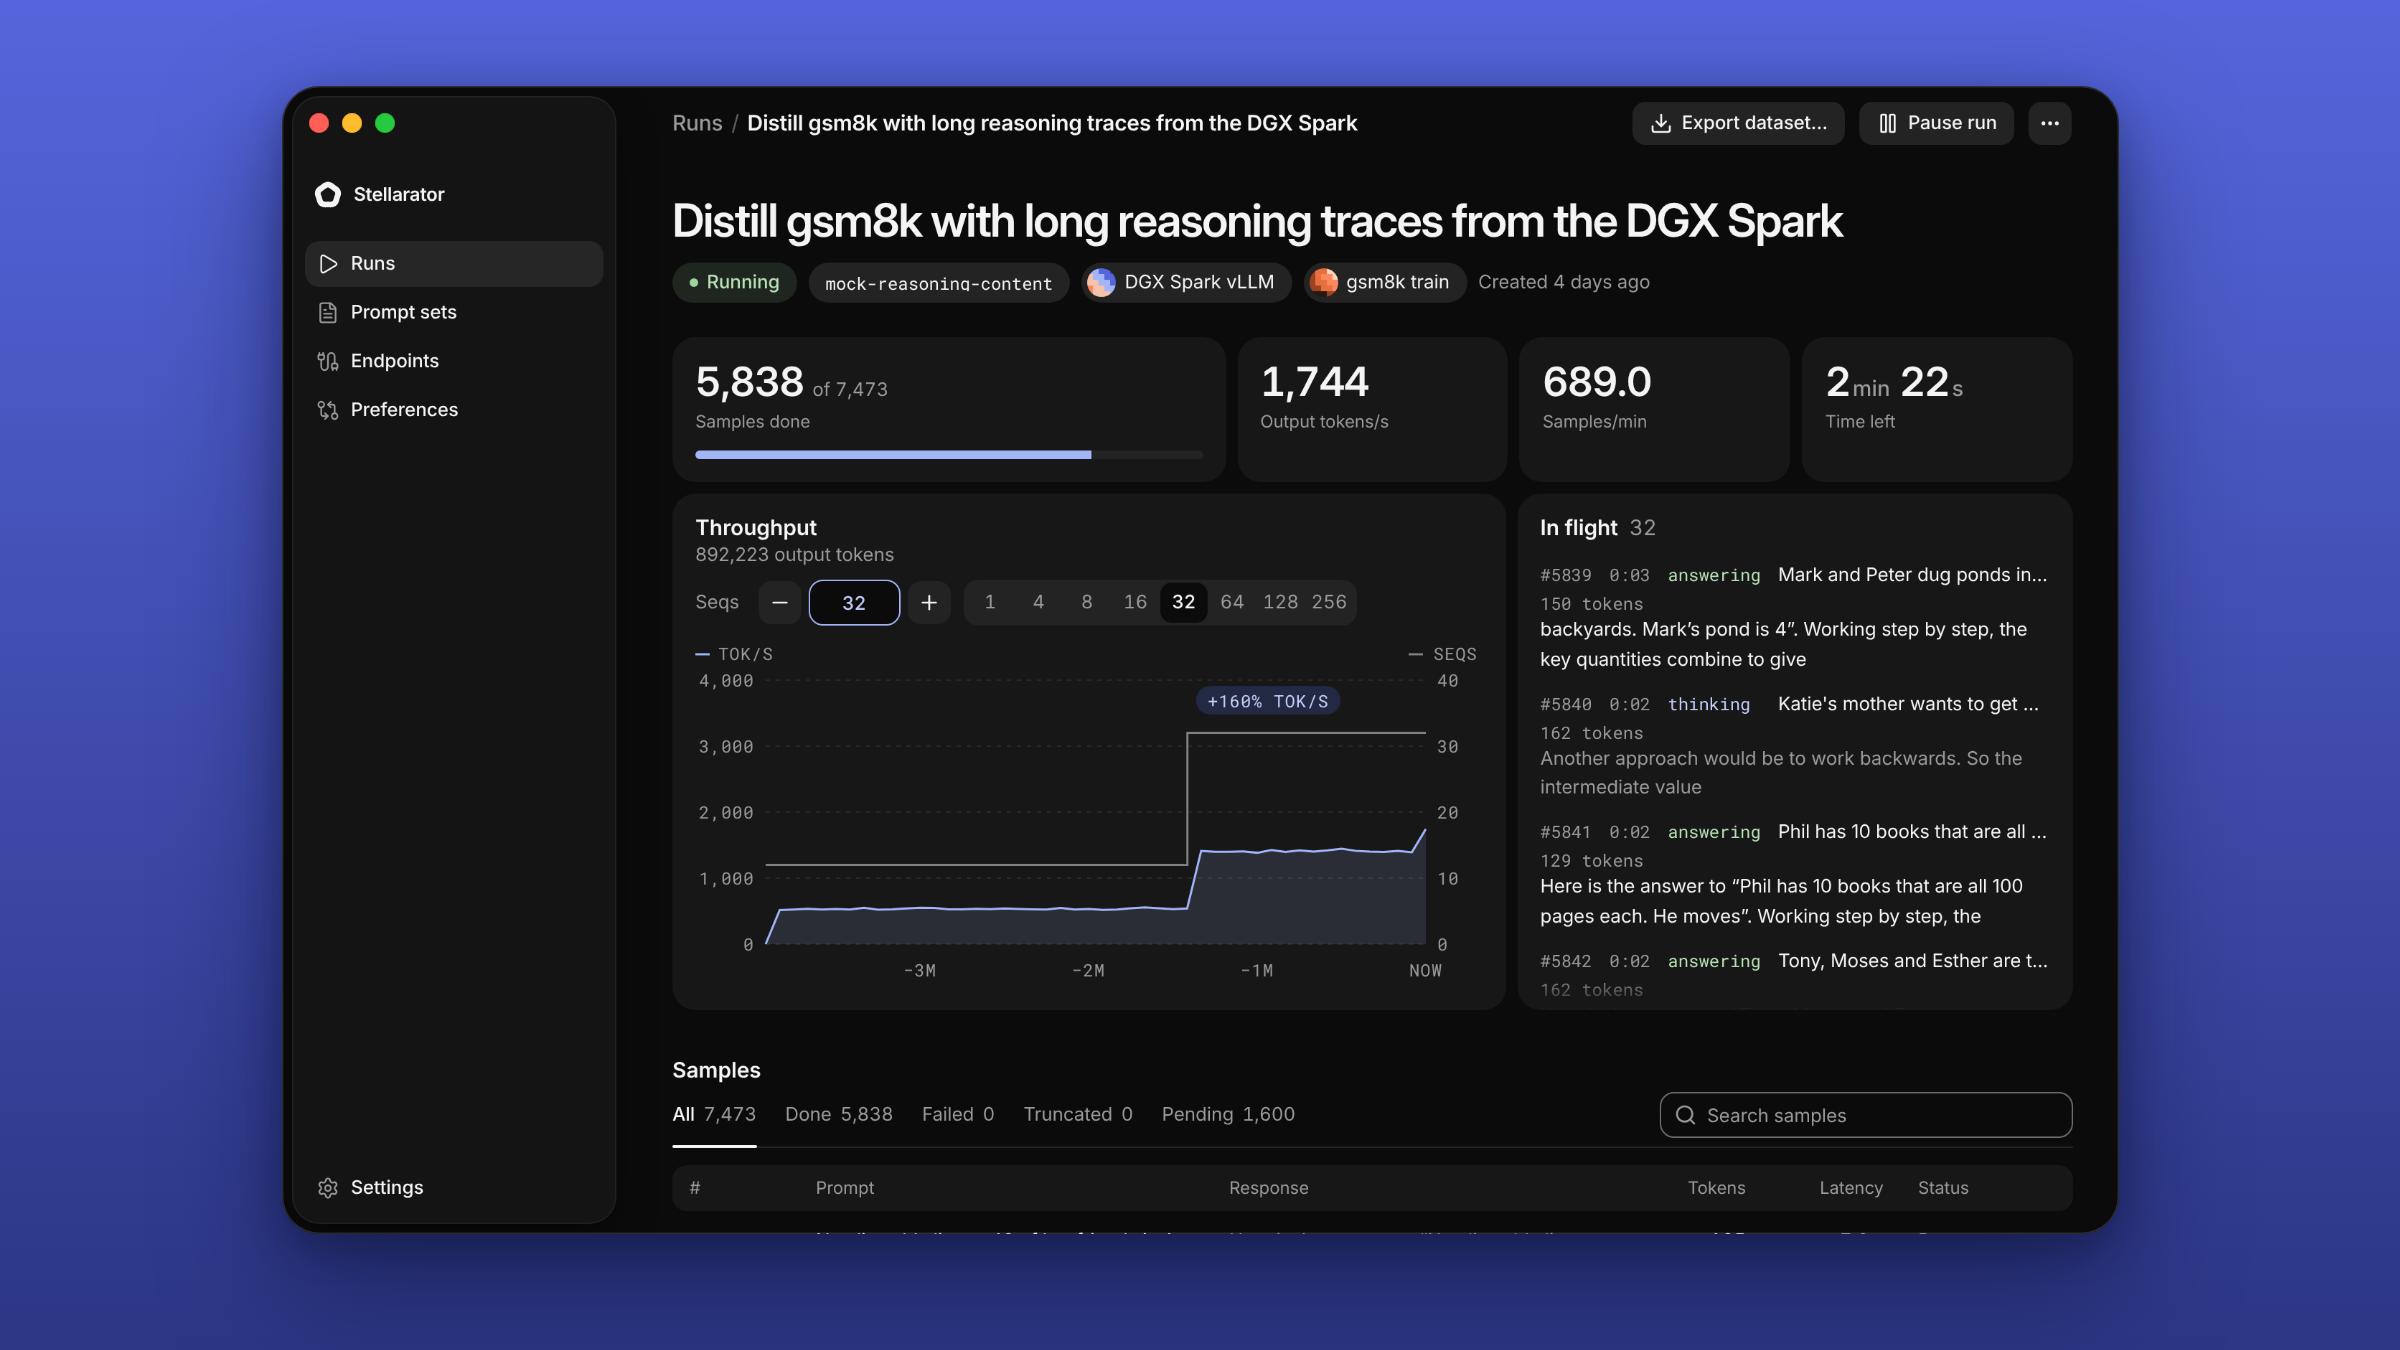 Stellarator
Runs
Prompt sets
Endpoints
Preferences
Settings
Runs / Distill gsm8k with long reasoning traces from the DGX Spark
Export dataset...
Pause run
Distill gsm8k with long reasoning traces from the DGX Spark
Running
mock-reasoning-content
DGX Spark vLLM
gsm8k train
Created 4 days ago
5,838 of 7,473
Samples done
1,744
Output tokens/s
689.0
Samples/min
2min 22s
Time left
Throughput
892,223 output tokens
Seqs − 32 + 1 4 8 16 32 64 128 256
TOK/S
SEQS
4,000
3,000
2,000
1,000
0
+160% TOK/S
40
30
20
10
0
-3M -2M -1M NOW
In flight 32
#5839 0:03 answering Mark and Peter dug ponds in...
150 tokens
backyards. Mark’s pond is 4”. Working step by step, the
key quantities combine to give
#5840 0:02 thinking Katie's mother wants to get ...
162 tokens
Another approach would be to work backwards. So the
intermediate value
#5841 0:02 answering Phil has 10 books that are all ...
129 tokens
Here is the answer to “Phil has 10 books that are all 100
pages each. He moves”. Working step by step, the
#5842 0:02 answering Tony, Moses and Esther are t...
162 tokens
Samples
All 7,473 Done 5,838 Failed 0 Truncated 0 Pending 1,600
Search samples
# Prompt Response Tokens Latency Status